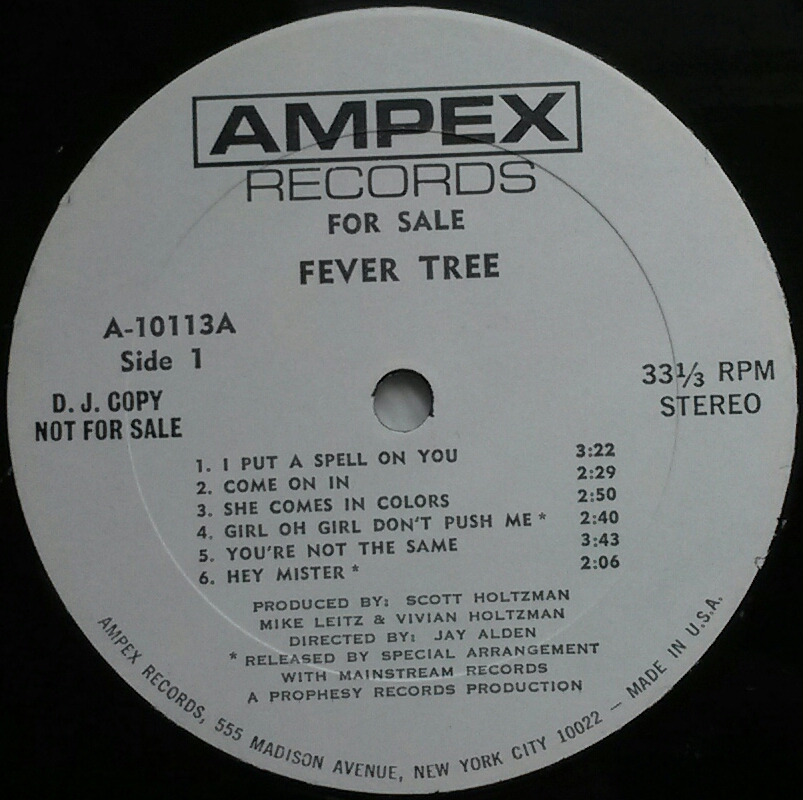 AMPEX
RECORDS
FOR SALE
FEVER TREE
A-10113A
Side 1
D. J. COPY
NOT FOR SALE
33⅓ RPM
STEREO
1. I PUT A SPELL ON YOU 3:22
2. COME ON IN 2:29
3. SHE COMES IN COLORS 2:50
4. GIRL OH GIRL DON'T PUSH ME * 2:40
5. YOU'RE NOT THE SAME 3:43
6. HEY MISTER * 2:06
PRODUCED BY: SCOTT HOLTZMAN
MIKE LEITZ & VIVIAN HOLTZMAN
DIRECTED BY: JAY ALDEN
* RELEASED BY SPECIAL ARRANGEMENT
WITH MAINSTREAM RECORDS
A PROPHESY RECORDS PRODUCTION
AMPEX RECORDS, 555 MADISON AVENUE, NEW YORK CITY 10022 — MADE IN U.S.A.